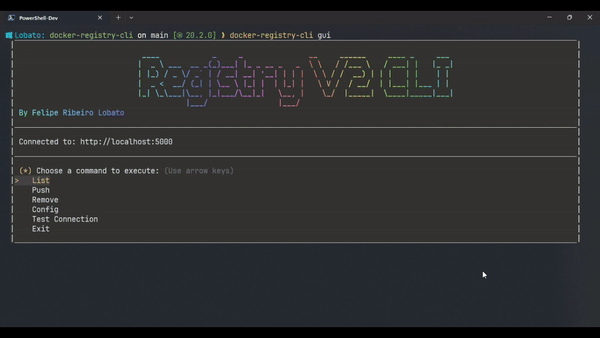 PowerShell-Dev
Lobato: docker-registry-cli on main [⊛ 20.2.0] ❯ docker-registry-cli gui
Registry V2 CLI
By Felipe Ribeiro Lobato
Connected to: http://localhost:5000
(*) Choose a command to execute: (Use arrow keys)
> List
Push
Remove
Config
Test Connection
Exit